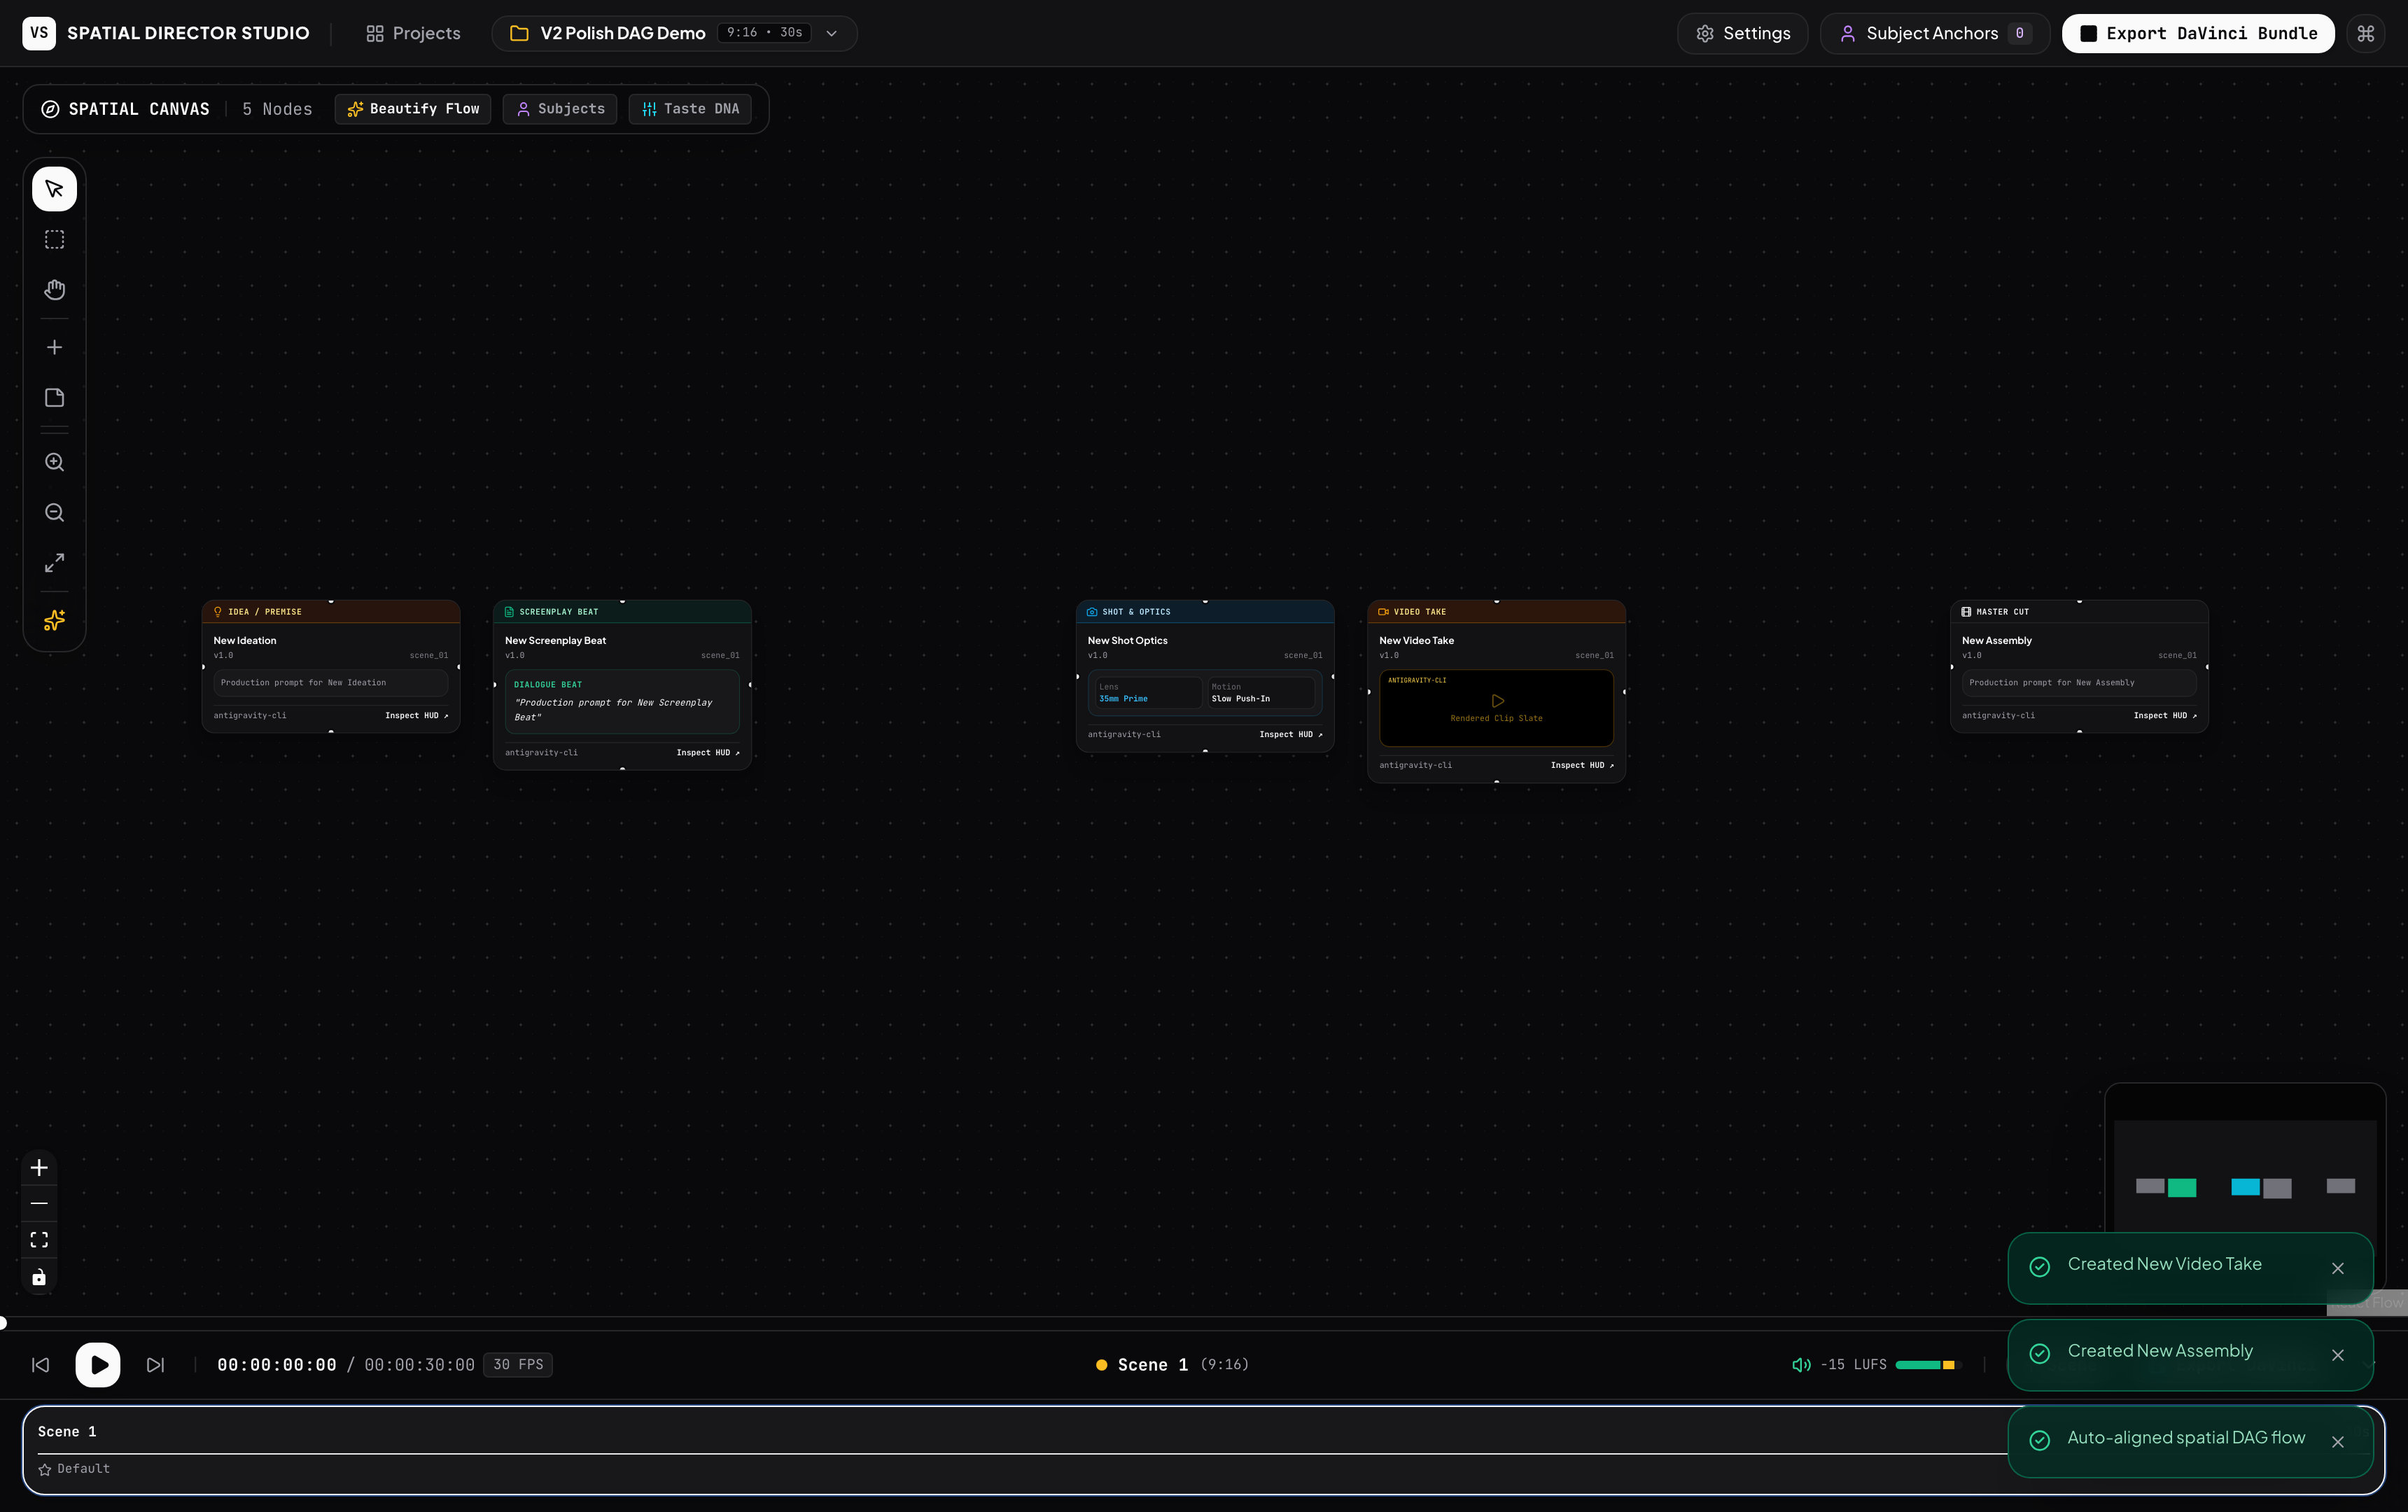 VS SPATIAL DIRECTOR STUDIO Projects V2 Polish DAG Demo 9:16 • 30s Settings Subject Anchors 0 Export DaVinci Bundle
SPATIAL CANVAS 5 Nodes Beautify Flow Subjects Taste DNA
IDEA / PREMISE
New Ideation
v1.0 scene_01
Production prompt for New Ideation
antigravity-cli Inspect HUD ↗
SCREENPLAY BEAT
New Screenplay Beat
v1.0 scene_01
DIALOGUE BEAT
"Production prompt for New Screenplay
Beat"
antigravity-cli Inspect HUD ↗
SHOT & OPTICS
New Shot Optics
v1.0 scene_01
Lens Motion
35mm Prime Slow Push-In
antigravity-cli Inspect HUD ↗
VIDEO TAKE
New Video Take
v1.0 scene_01
ANTIGRAVITY-CLI
Rendered Clip Slate
antigravity-cli Inspect HUD ↗
MASTER CUT
New Assembly
v1.0 scene_01
Production prompt for New Assembly
antigravity-cli Inspect HUD ↗
Created New Video Take
Flow
00:00:00:00 / 00:00:30:00 30 FPS Scene 1 (9:16) -15 LUFS
Created New Assembly
Scene 1
Default
Auto-aligned spatial DAG flow